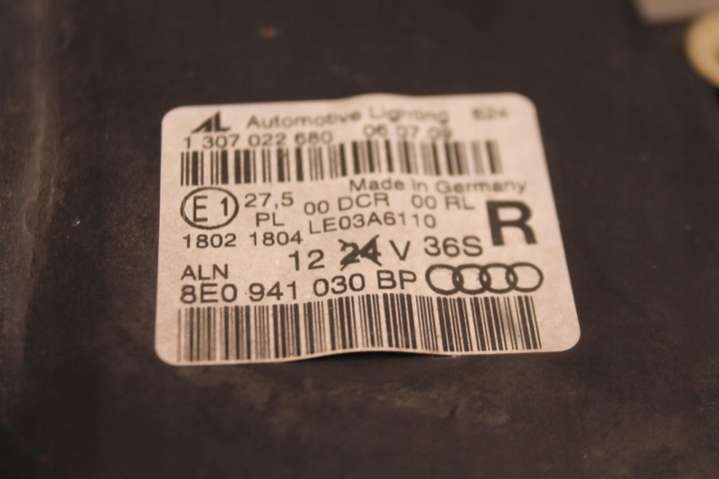 AL Automotive Lighting 624
1 307 022 680 06.07.09
Made in Germany
E1 27,5 00 DCR 00 RL
PL LE03A6110 R
1802 1804
12 24 V 36S
ALN
8E0 941 030 BP